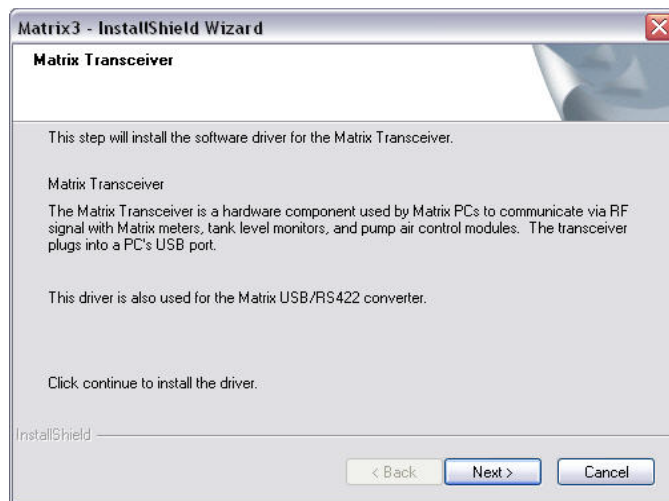 Matrix3 - InstallShield Wizard
Matrix Transceiver
This step will install the software driver for the Matrix Transceiver.
Matrix Transceiver
The Matrix Transceiver is a hardware component used by Matrix PCs to communicate via RF
signal with Matrix meters, tank level monitors, and pump air control modules.  The transceiver
plugs into a PC's USB port.
This driver is also used for the Matrix USB/RS422 converter.
Click continue to install the driver.
InstallShield
< Back Next > Cancel